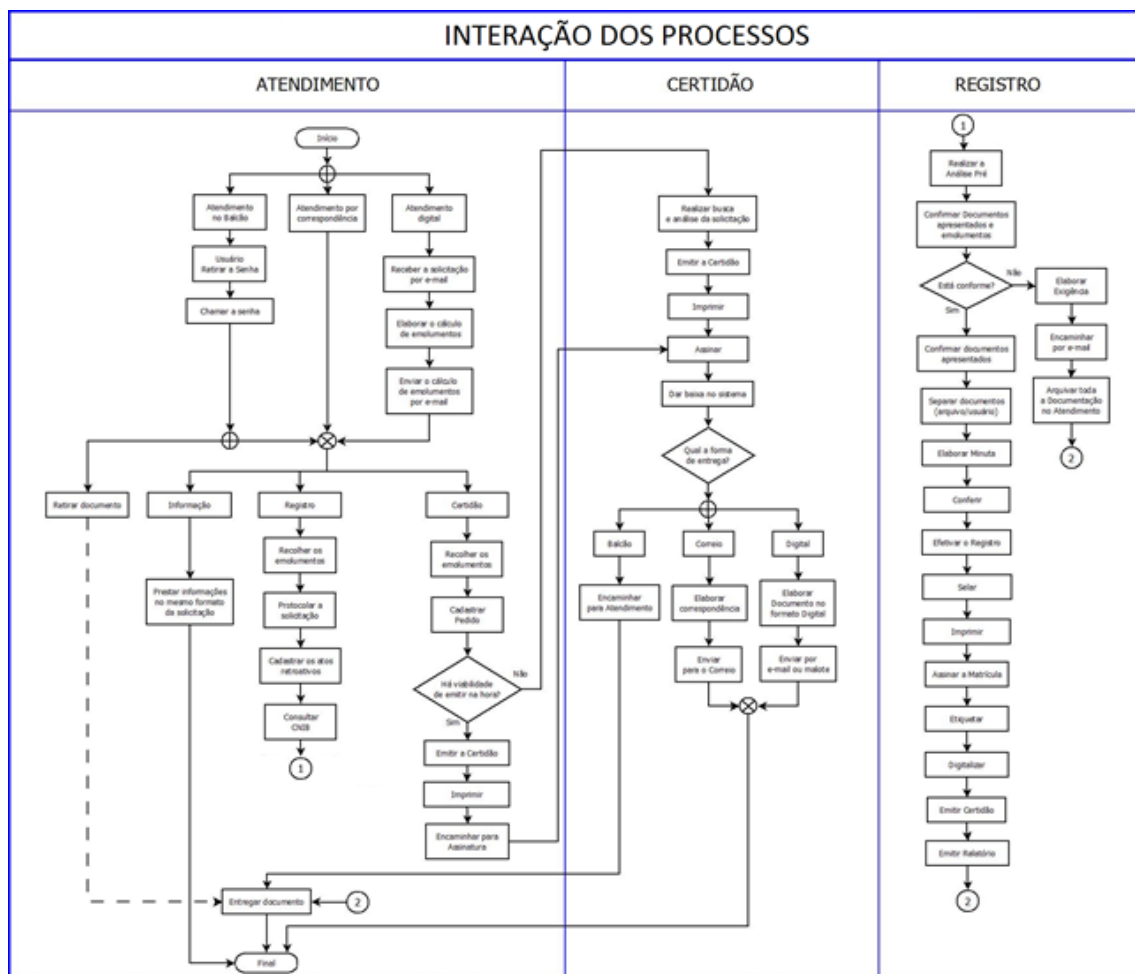 INTERAÇÃO DOS PROCESSOS
ATENDIMENTO
CERTIDÃO
REGISTRO
Início
Atendimento
no Balcão
Atendimento por
correspondência
Atendimento
digital
Usuário
Retirar a Senha
Receber a solicitação
por e-mail
Chamar a senha
Elaborar o cálculo
de emolumentos
Enviar o cálculo
de emolumentos
por e-mail
Retirar documento
Informação
Registro
Certidão
Recolher os
emolumentos
Recolher os
emolumentos
Prestar informações
no mesmo formato
da solicitação
Protocolar a
solicitação
Cadastrar
Pedido
Cadastrar os atos
retroativos
Há viabilidade
de emitir na hora?
Não
Sim
Consultar
CNIB
1
Emitir a Certidão
Imprimir
Encaminhar para
Assinatura
Entregar documento
2
Final
Realizar busca
e análise da solicitação
Emitir a Certidão
Imprimir
Assinar
Dar baixa no sistema
Qual a forma
de entrega?
Balcão
Correio
Digital
Encaminhar
para Atendimento
Elaborar
correspondência
Elaborar
Documento no
formato Digital
Enviar
para o Correio
Enviar por
e-mail ou malote
1
Realizar a
Análise Pré
Confirmar Documentos
apresentados e
emolumentos
Está conforme?
Não
Sim
Elaborar
Exigência
Encaminhar
por e-mail
Arquivar toda
a Documentação
no Atendimento
2
Confirmar documentos
apresentados
Separar documentos
(arquivo/usuário)
Elaborar Minuta
Conferir
Efetivar o Registro
Selar
Imprimir
Assinar a Matrícula
Etiquetar
Digitalizar
Emitir Certidão
Emitir Relatório
2